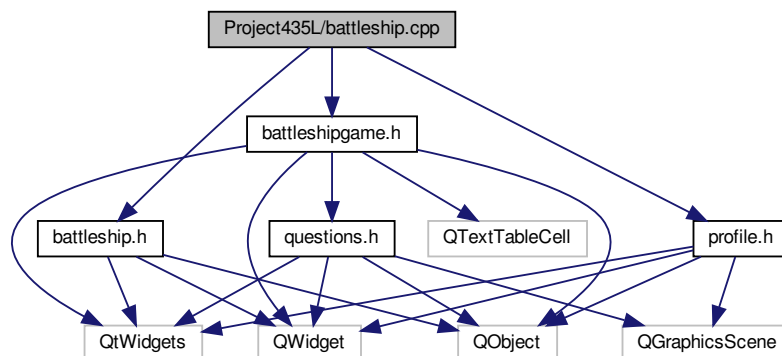 Project435L/battleship.cpp
battleshipgame.h
battleship.h
questions.h
QTextTableCell
profile.h
QtWidgets
QWidget
QObject
QGraphicsScene